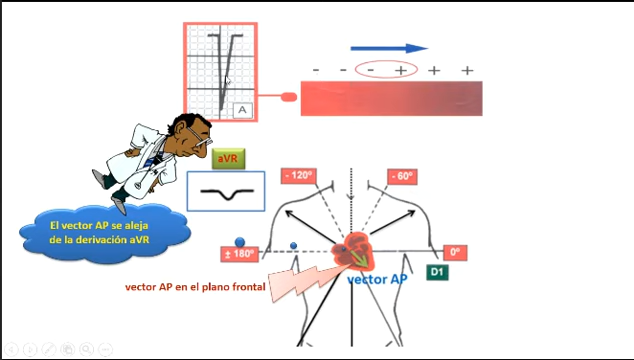 - - - + + +
A
aVR
- 120º
- 60º
El vector AP se aleja
de la derivación aVR
± 180º
0º
D1
vector AP
vector AP en el plano frontal